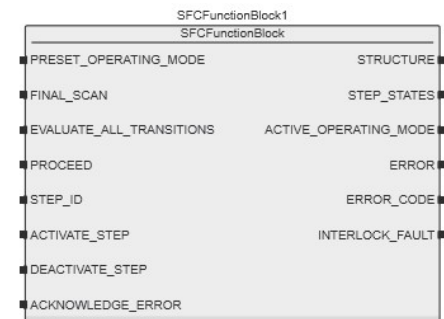 SFCFunctionBlock1
SFCFunctionBlock
PRESET_OPERATING_MODE STRUCTURE
FINAL_SCAN STEP_STATES
EVALUATE_ALL_TRANSITIONS ACTIVE_OPERATING_MODE
PROCEED ERROR
STEP_ID ERROR_CODE
ACTIVATE_STEP INTERLOCK_FAULT
DEACTIVATE_STEP
ACKNOWLEDGE_ERROR